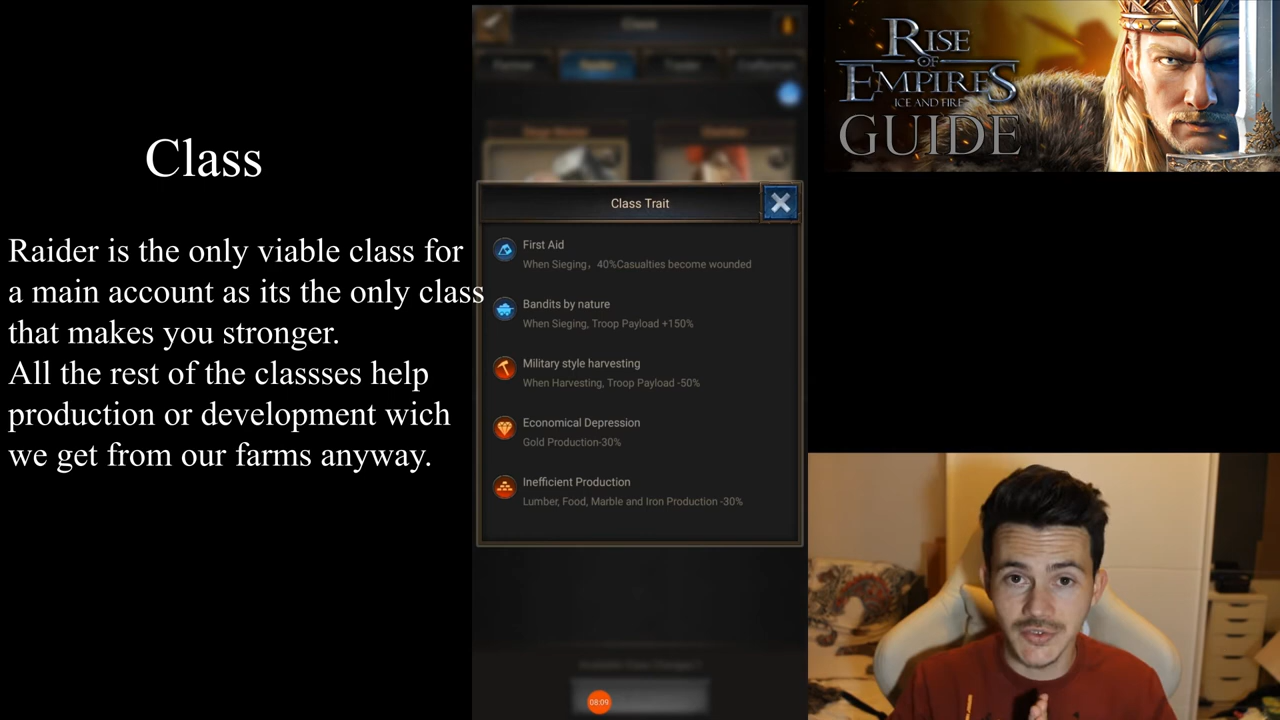 Class
Raider is the only viable class for
a main account as its the only class
that makes you stronger.
All the rest of the classses help
production or development wich
we get from our farms anyway.
Class
Class Trait
First Aid
When Sieging, 40%Casualties become wounded
Bandits by nature
When Sieging, Troop Payload +150%
Military style harvesting
When Harvesting, Troop Payload -50%
Economical Depression
Gold Production-30%
Inefficient Production
Lumber, Food, Marble and Iron Production -30%
08:09
RISE
OF
EMPIRES
ICE AND FIRE
GUIDE